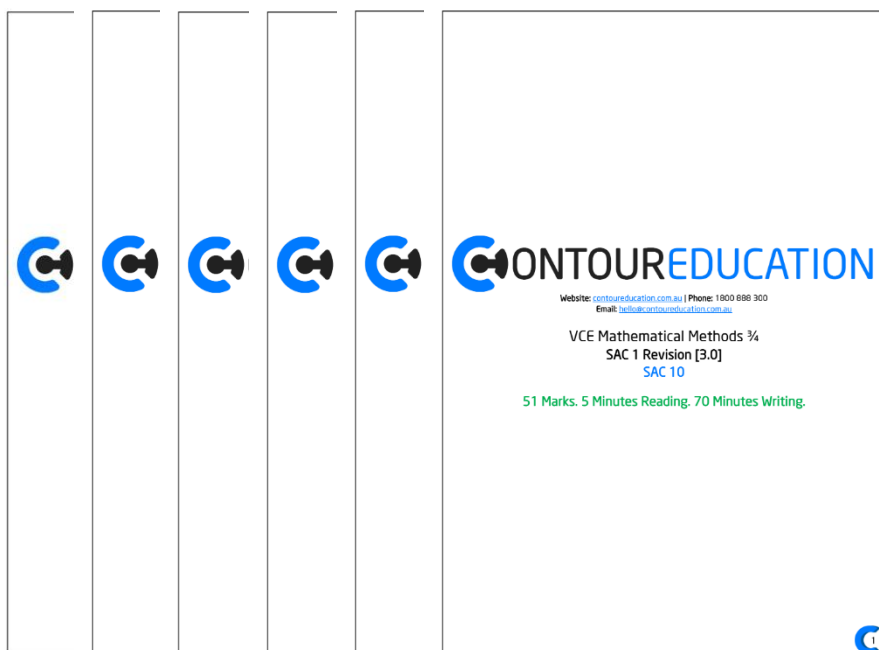 CONTOUREDUCATION
Website: contoureducation.com.au | Phone: 1800 888 300
Email: hello@contoureducation.com.au
VCE Mathematical Methods ¾
SAC 1 Revision [3.0]
SAC 10
51 Marks. 5 Minutes Reading. 70 Minutes Writing.
1